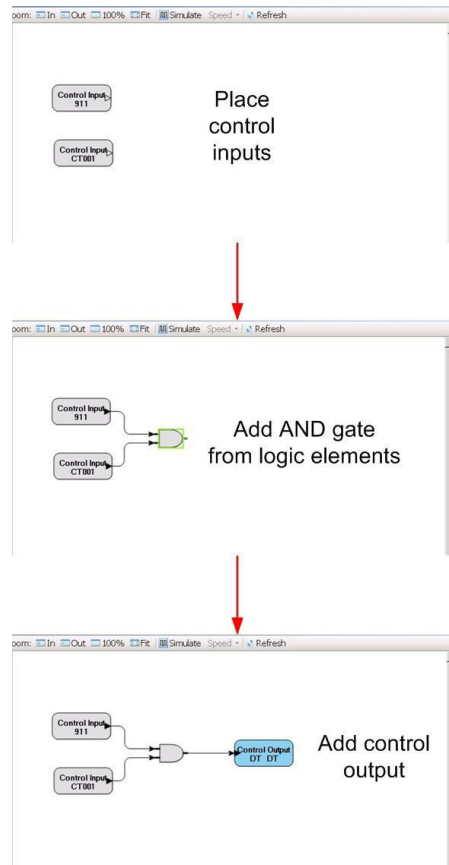 oom: In Out 100% Fit Simulate Speed Refresh
Control Input
911
Control Input
CT001
Place
control
inputs
oom: In Out 100% Fit Simulate Speed Refresh
Control Input
911
Control Input
CT001
Add AND gate
from logic elements
oom: In Out 100% Fit Simulate Speed Refresh
Control Input
911
Control Input
CT001
Control Output
DT DT
Add control
output